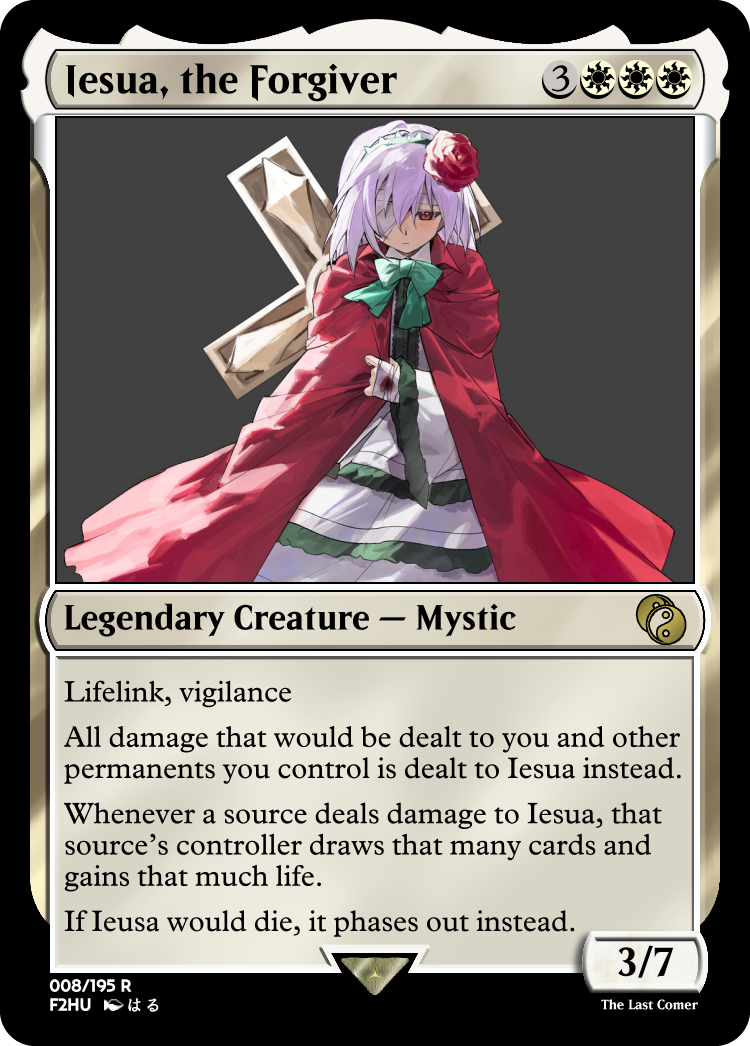 Iesua, the Forgiver 3
Legendary Creature — Mystic
Lifelink, vigilance
All damage that would be dealt to you and other
permanents you control is dealt to Iesua instead.
Whenever a source deals damage to Iesua, that
source's controller draws that many cards and
gains that much life.
If Ieusa would die, it phases out instead.
3/7
008/195 R
F2HU はる
The Last Comer